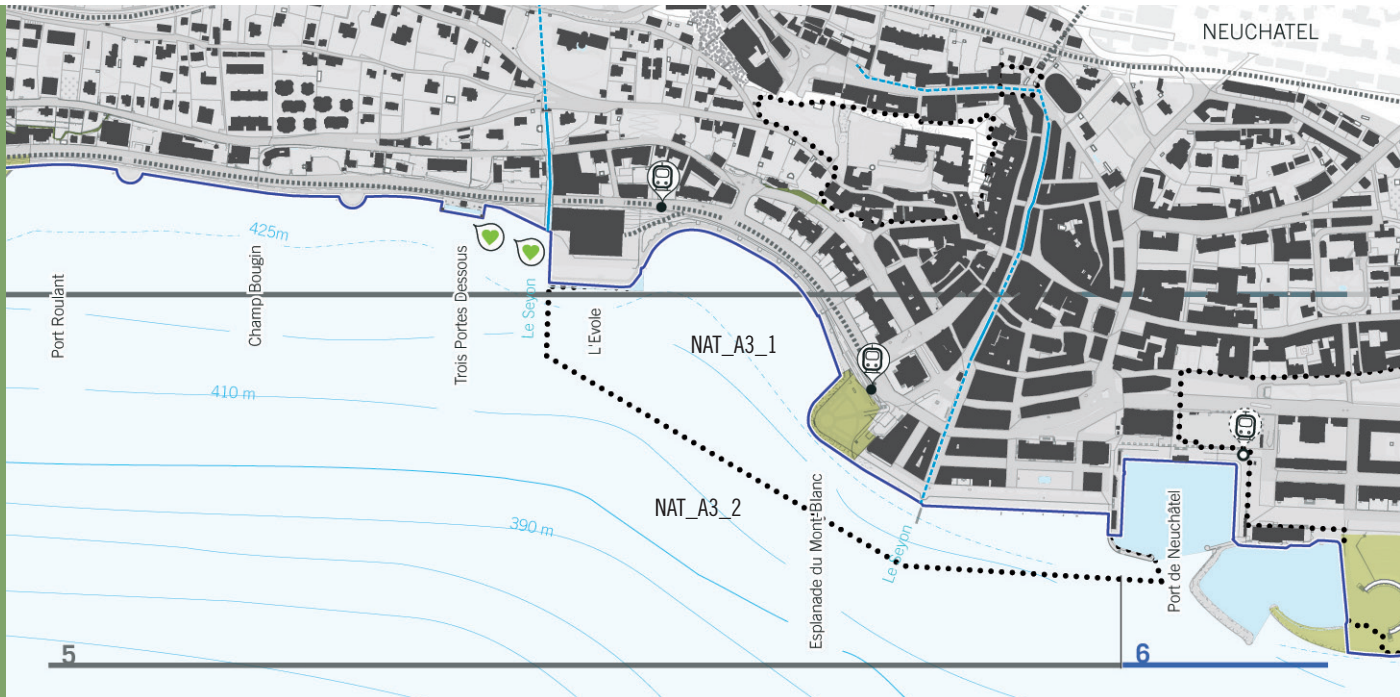 NEUCHATEL
425m
Port Roulant
Champ Bougin
Trois Portes Dessous
Le Seyon
L'Evole
NAT_A3_1
410 m
NAT_A3_2
390 m
Esplanade du Mont-Blanc
Le Seyon
Port de Neuchâtel
5
6